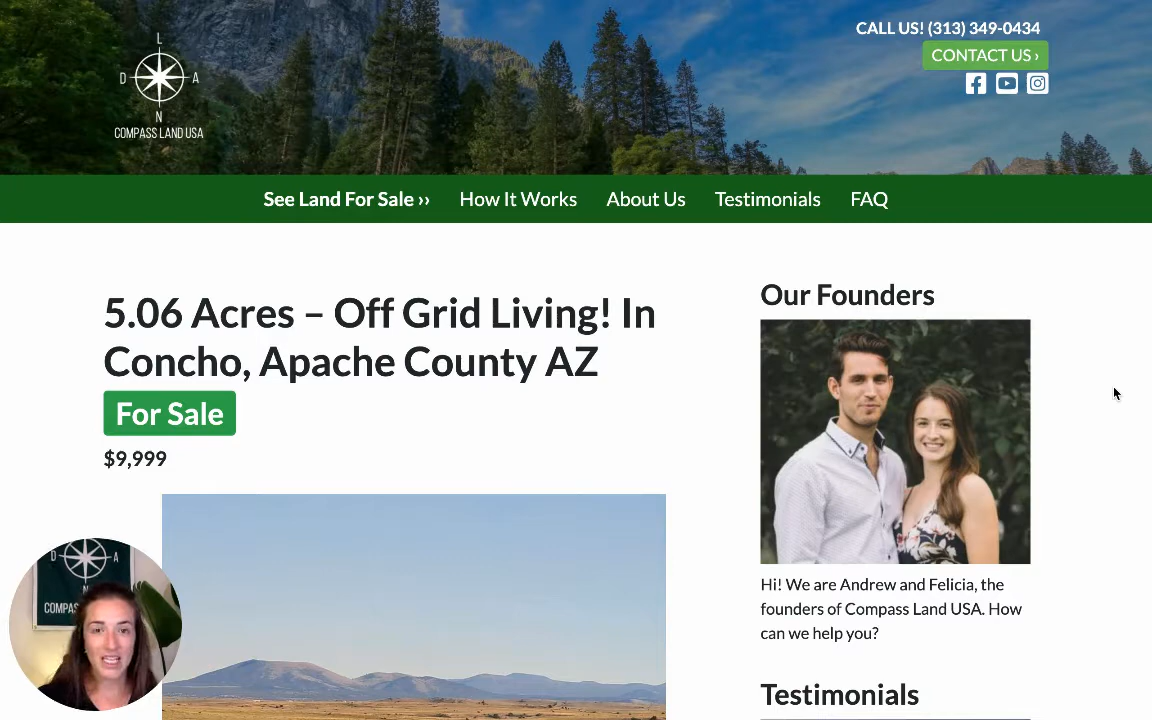 CALL US! (313) 349-0434
CONTACT US ›
L
D A
N
COMPASS LAND USA
See Land For Sale ›› How It Works About Us Testimonials FAQ
5.06 Acres – Off Grid Living! In
Concho, Apache County AZ
For Sale
$9,999
Our Founders
Hi! We are Andrew and Felicia, the
founders of Compass Land USA. How
can we help you?
Testimonials
D A
COMPAS